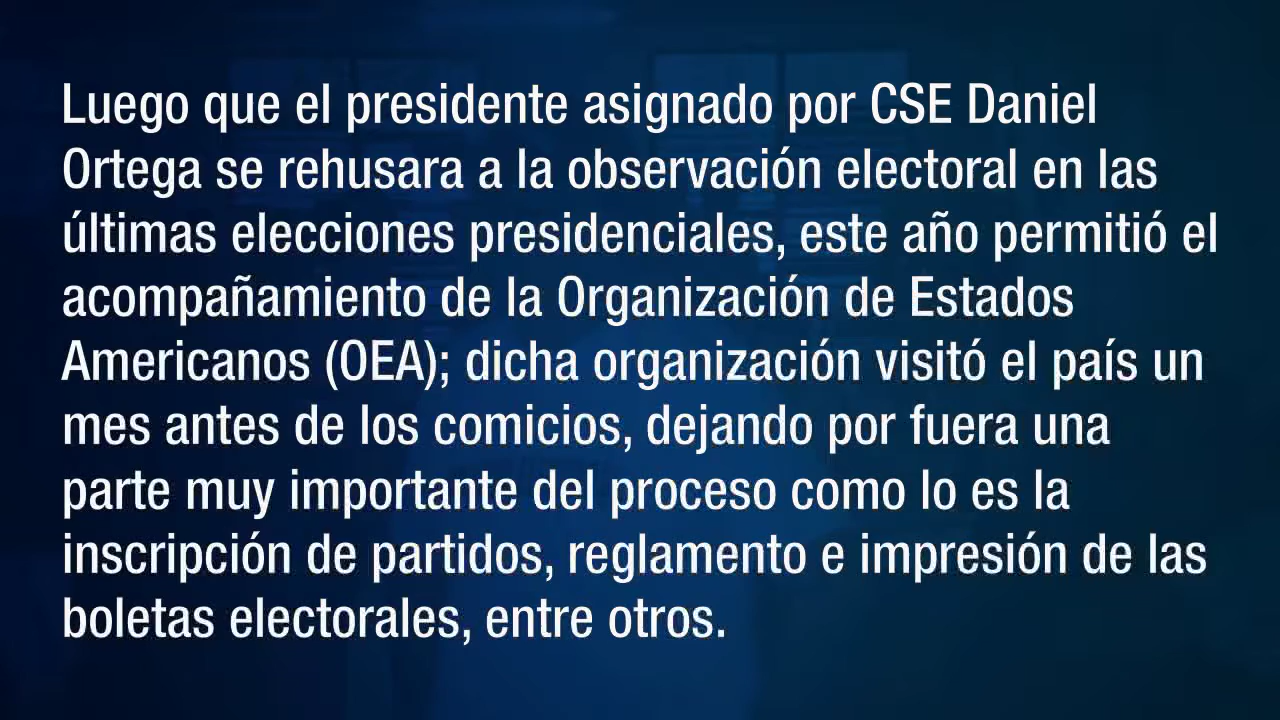 Luego que el presidente asignado por CSE Daniel
Ortega se rehusara a la observación electoral en las
últimas elecciones presidenciales, este año permitió el
acompañamiento de la Organización de Estados
Americanos (OEA); dicha organización visitó el país un
mes antes de los comicios, dejando por fuera una
parte muy importante del proceso como lo es la
inscripción de partidos, reglamento e impresión de las
boletas electorales, entre otros.